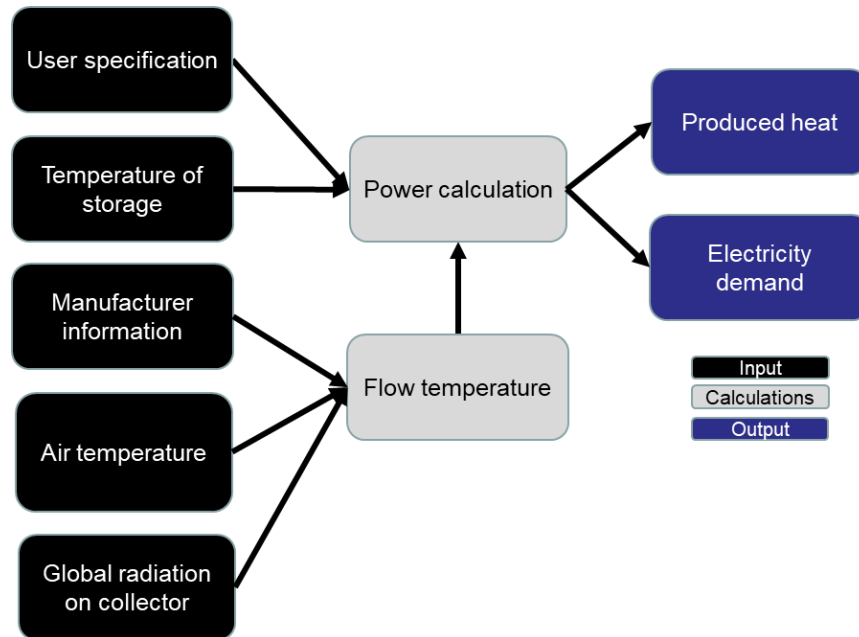 User specification
Temperature of
storage
Manufacturer
information
Air temperature
Global radiation
on collector
Power calculation
Flow temperature
Produced heat
Electricity
demand
Input
Calculations
Output